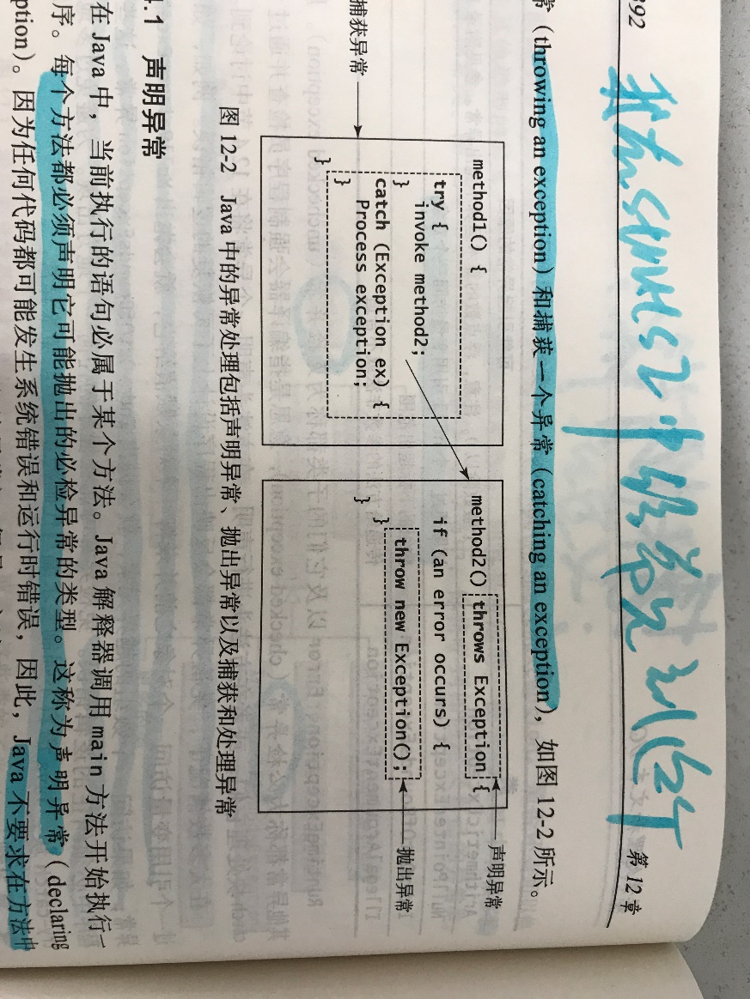 392
第 12 章
常（throwing an exception）和捕获一个异常（catching an exception），如图 12-2 所示。
声明异常
method1() {
try {
invoke method2;
}
catch (Exception ex) {
Process exception;
}
}
捕获异常
method2() throws Exception {
if (an error occurs) {
throw new Exception();
}
}
抛出异常
图 12-2 Java 中的异常处理包括声明异常、抛出异常以及捕获和处理异常
.1 声明异常
在 Java 中，当前执行的语句必属于某个方法。Java 解释器调用 main 方法开始执行一
序。每个方法都必须声明它可能抛出的必检异常的类型。这称为声明异常（declaring
ption）。因为任何代码都可能发生系统错误和运行时错误，因此，Java 不要求在方法中